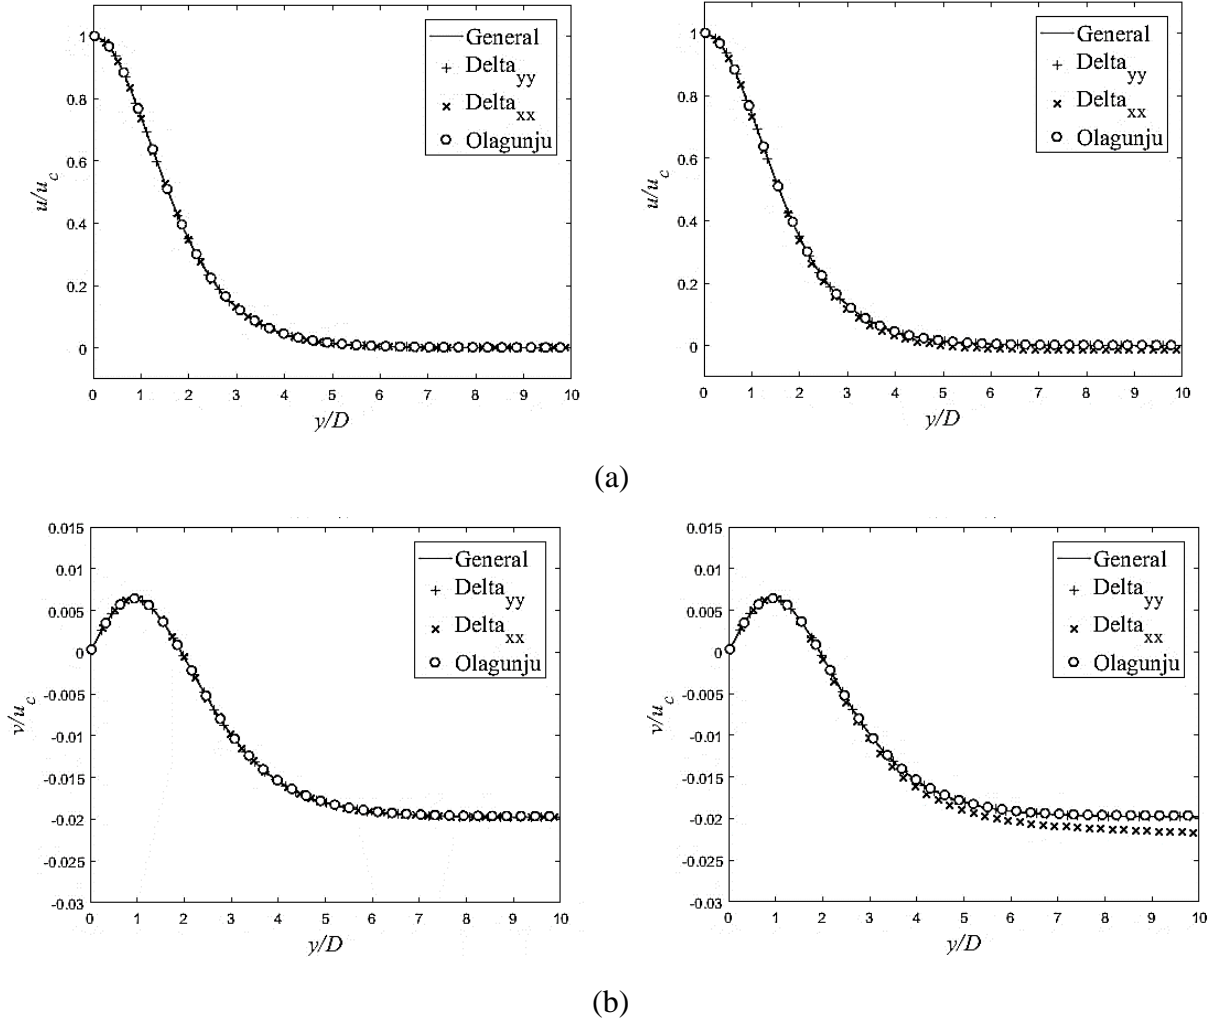 General
Delta_yy
Delta_xx
Olagunju
1
0.8
0.6
0.4
0.2
0
u/u_c
0 1 2 3 4 5 6 7 8 9 10
y/D
General
Delta_yy
Delta_xx
Olagunju
1
0.8
0.6
0.4
0.2
0
u/u_c
0 1 2 3 4 5 6 7 8 9 10
y/D
(a)
0.015
0.01
0.005
0
-0.005
-0.01
-0.015
-0.02
-0.025
-0.03
v/u_c
General
Delta_yy
Delta_xx
Olagunju
0 1 2 3 4 5 6 7 8 9 10
y/D
0.015
0.01
0.005
0
-0.005
-0.01
-0.015
-0.02
-0.025
-0.03
v/u_c
General
Delta_yy
Delta_xx
Olagunju
0 1 2 3 4 5 6 7 8 9 10
y/D
(b)